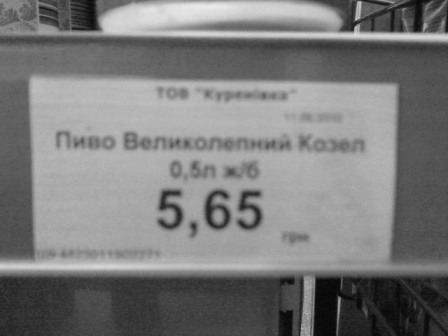 ТОВ "Куренівка"
Пиво Великолепний Козел
0,5л ж/б
5,65
грн